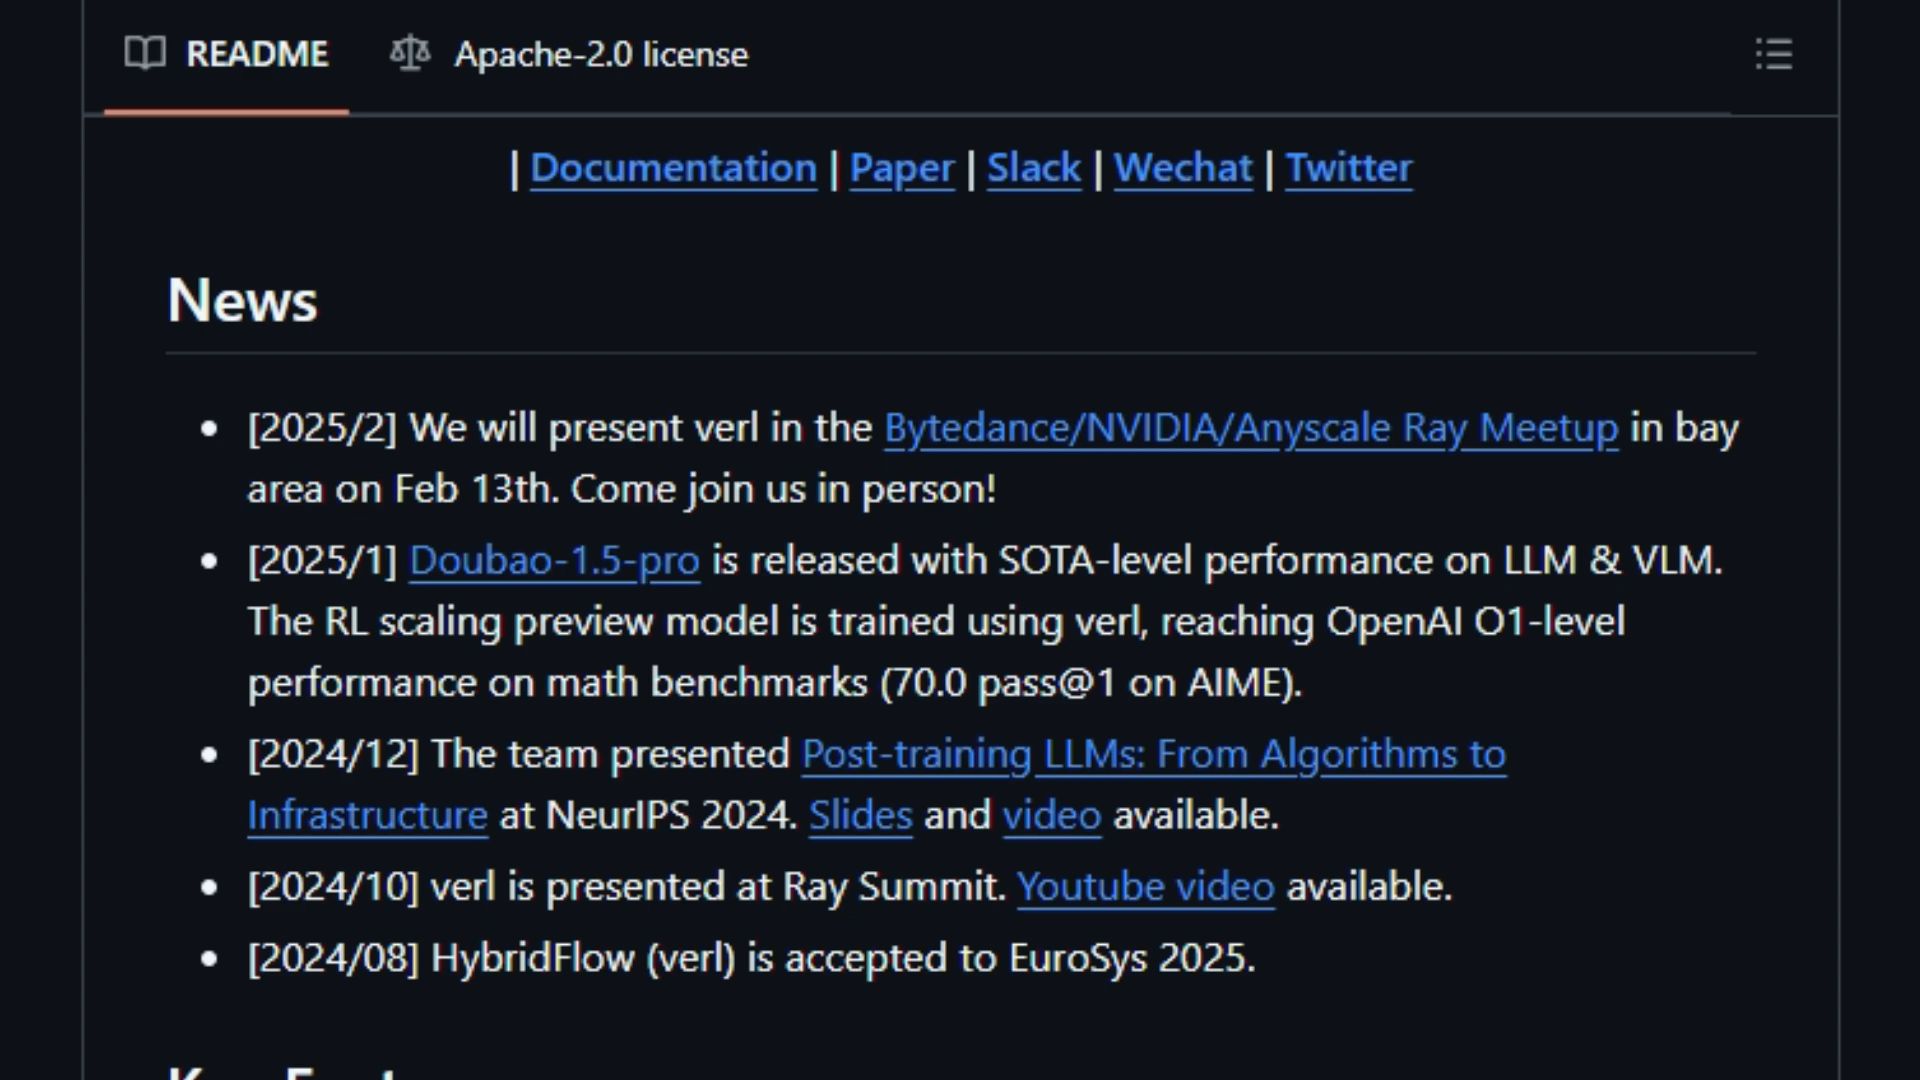 README Apache-2.0 license
| Documentation | Paper | Slack | Wechat | Twitter
News
[2025/2] We will present verl in the Bytedance/NVIDIA/Anyscale Ray Meetup in bay
area on Feb 13th. Come join us in person!
[2025/1] Doubao-1.5-pro is released with SOTA-level performance on LLM & VLM.
The RL scaling preview model is trained using verl, reaching OpenAI O1-level
performance on math benchmarks (70.0 pass@1 on AIME).
[2024/12] The team presented Post-training LLMs: From Algorithms to
Infrastructure at NeurIPS 2024. Slides and video available.
[2024/10] verl is presented at Ray Summit. Youtube video available.
[2024/08] HybridFlow (verl) is accepted to EuroSys 2025.